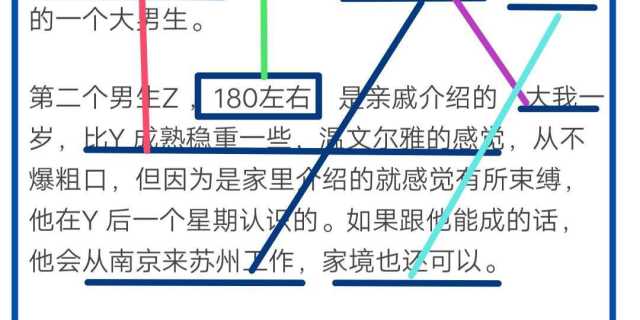 的一个大男生。
第二个男生Z，180左右，是亲戚介绍的，大我一
岁，比Y 成熟稳重一些，温文尔雅的感觉，从不
爆粗口，但因为是家里介绍的就感觉有所束缚，
他在Y 后一个星期认识的。如果跟他能成的话，
他会从南京来苏州工作，家境也还可以。